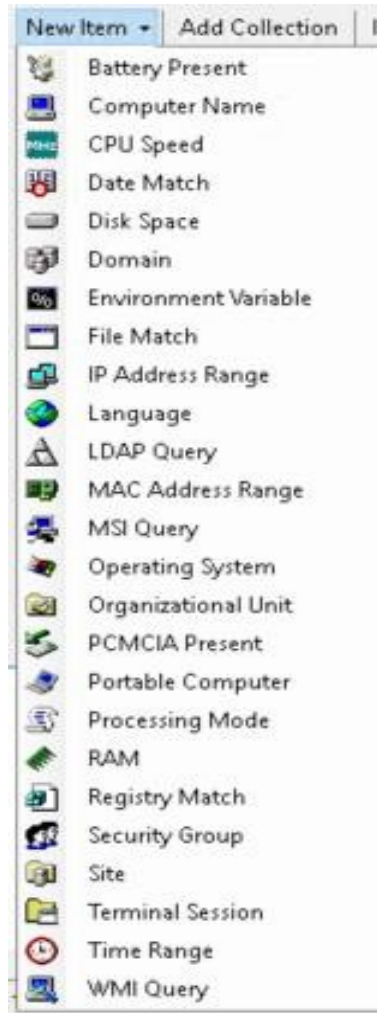 New Item Add Collection
Battery Present
Computer Name
MHz
CPU Speed
Date Match
Disk Space
Domain
%
Environment Variable
File Match
IP Address Range
Language
LDAP Query
MAC Address Range
MSI Query
Operating System
Organizational Unit
PCMCIA Present
Portable Computer
Processing Mode
RAM
Registry Match
Security Group
Site
Terminal Session
Time Range
WMI Query